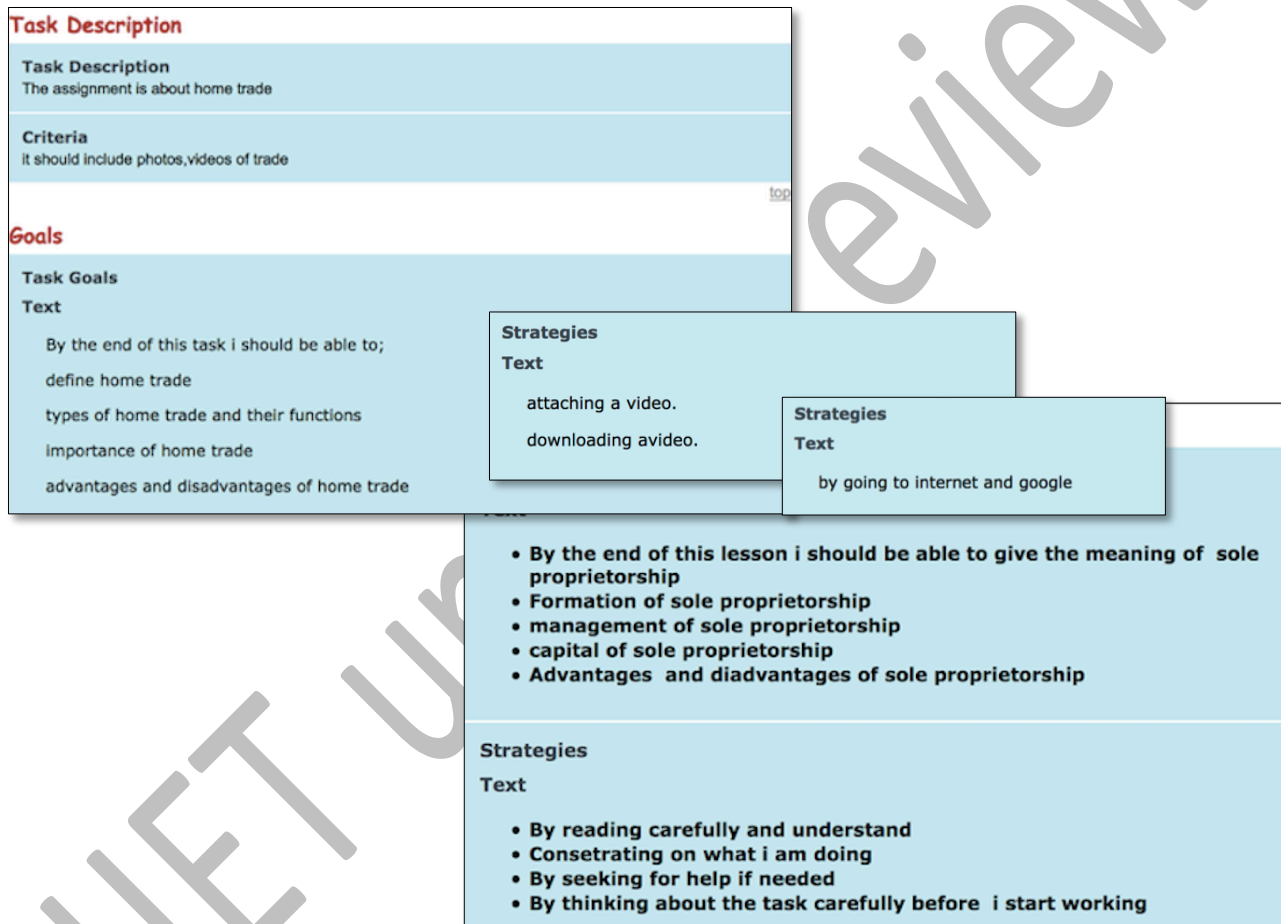 Task Description
Task Description
The assignment is about home trade
Criteria
it should include photos,videos of trade
top
Goals
Task Goals
Text
By the end of this task i should be able to;
define home trade
types of home trade and their functions
importance of home trade
advantages and disadvantages of home trade
Strategies
Text
attaching a video.
downloading avideo.
Strategies
Text
by going to internet and google
• By the end of this lesson i should be able to give the meaning of sole
proprietorship
• Formation of sole proprietorship
• management of sole proprietorship
• capital of sole proprietorship
• Advantages and diadvantages of sole proprietorship
Strategies
Text
• By reading carefully and understand
• Consetrating on what i am doing
• By seeking for help if needed
• By thinking about the task carefully before i start working